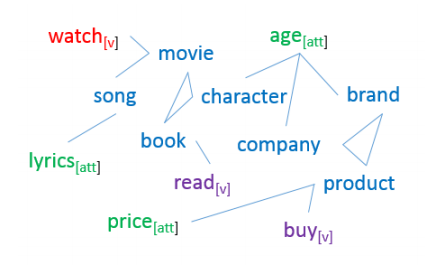 watch[v]
age[att]
movie
song
character
brand
book
company
lyrics[att]
read[v]
product
price[att]
buy[v]